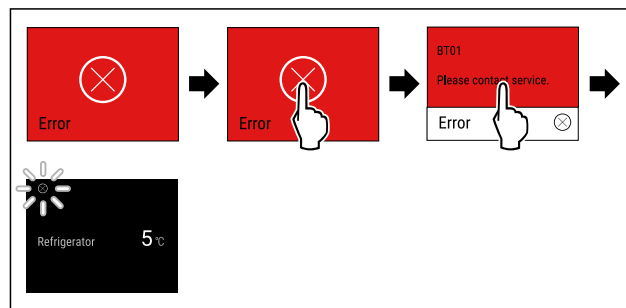 Error
Error
BT01
Please contact service.
Error
Refrigerator 5 °C